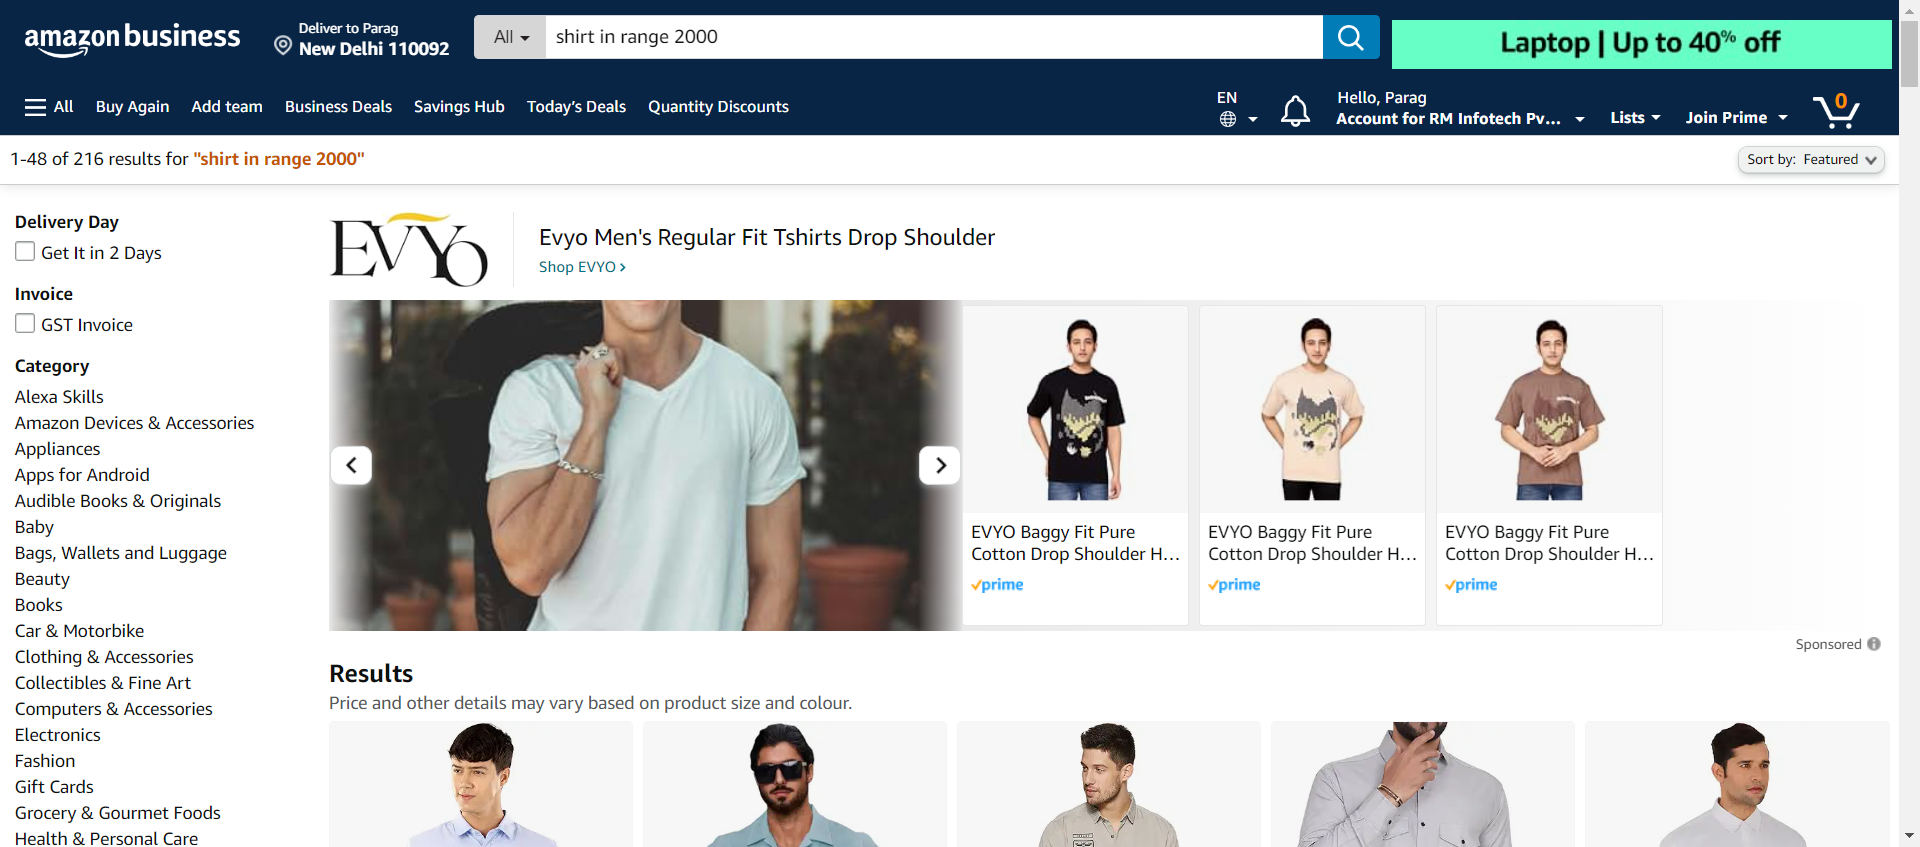 amazon business
Deliver to Parag
New Delhi 110092
All
shirt in range 2000
Laptop | Up to 40% off
All
Buy Again
Add team
Business Deals
Savings Hub
Today's Deals
Quantity Discounts
EN
Hello, Parag
Account for RM Infotech Pv...
Lists
Join Prime
0
1-48 of 216 results for "shirt in range 2000"
Sort by: Featured
Delivery Day
Get It in 2 Days
Invoice
GST Invoice
Category
Alexa Skills
Amazon Devices & Accessories
Appliances
Apps for Android
Audible Books & Originals
Baby
Bags, Wallets and Luggage
Beauty
Books
Car & Motorbike
Clothing & Accessories
Collectibles & Fine Art
Computers & Accessories
Electronics
Fashion
Gift Cards
Grocery & Gourmet Foods
Health & Personal Care
EVYO
Evyo Men's Regular Fit Tshirts Drop Shoulder
Shop EVYO ›
EVYO Baggy Fit Pure
Cotton Drop Shoulder H...
prime
EVYO Baggy Fit Pure
Cotton Drop Shoulder H...
prime
EVYO Baggy Fit Pure
Cotton Drop Shoulder H...
prime
Sponsored
Results
Price and other details may vary based on product size and colour.